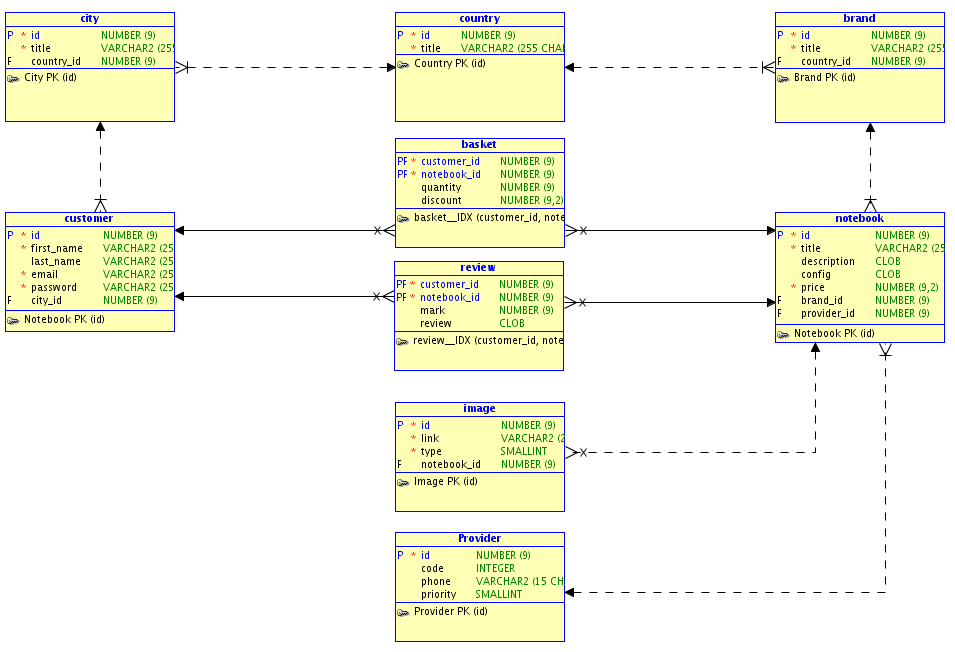 city
P * id NUMBER (9)
* title VARCHAR2 (255
F country_id NUMBER (9)
City PK (id)
country
P * id NUMBER (9)
* title VARCHAR2 (255 CHA
Country PK (id)
brand
P * id NUMBER (9)
* title VARCHAR2 (255
F country_id NUMBER (9)
Brand PK (id)
basket
PF * customer_id NUMBER (9)
PF * notebook_id NUMBER (9)
quantity NUMBER (9)
discount NUMBER (9,2)
basket__IDX (customer_id, note
customer
P * id NUMBER (9)
* first_name VARCHAR2 (25
last_name VARCHAR2 (25
* email VARCHAR2 (25
* password VARCHAR2 (25
F city_id NUMBER (9)
Notebook PK (id)
review
PF * customer_id NUMBER (9)
PF * notebook_id NUMBER (9)
mark NUMBER (9)
review CLOB
review__IDX (customer_id, note
notebook
P * id NUMBER (9)
* title VARCHAR2 (25
description CLOB
config CLOB
* price NUMBER (9,2)
F brand_id NUMBER (9)
F provider_id NUMBER (9)
Notebook PK (id)
image
P * id NUMBER (9)
* link VARCHAR2 (2
* type SMALLINT
F notebook_id NUMBER (9)
Image PK (id)
Provider
P * id NUMBER (9)
code INTEGER
phone VARCHAR2 (15 CH
priority SMALLINT
Provider PK (id)